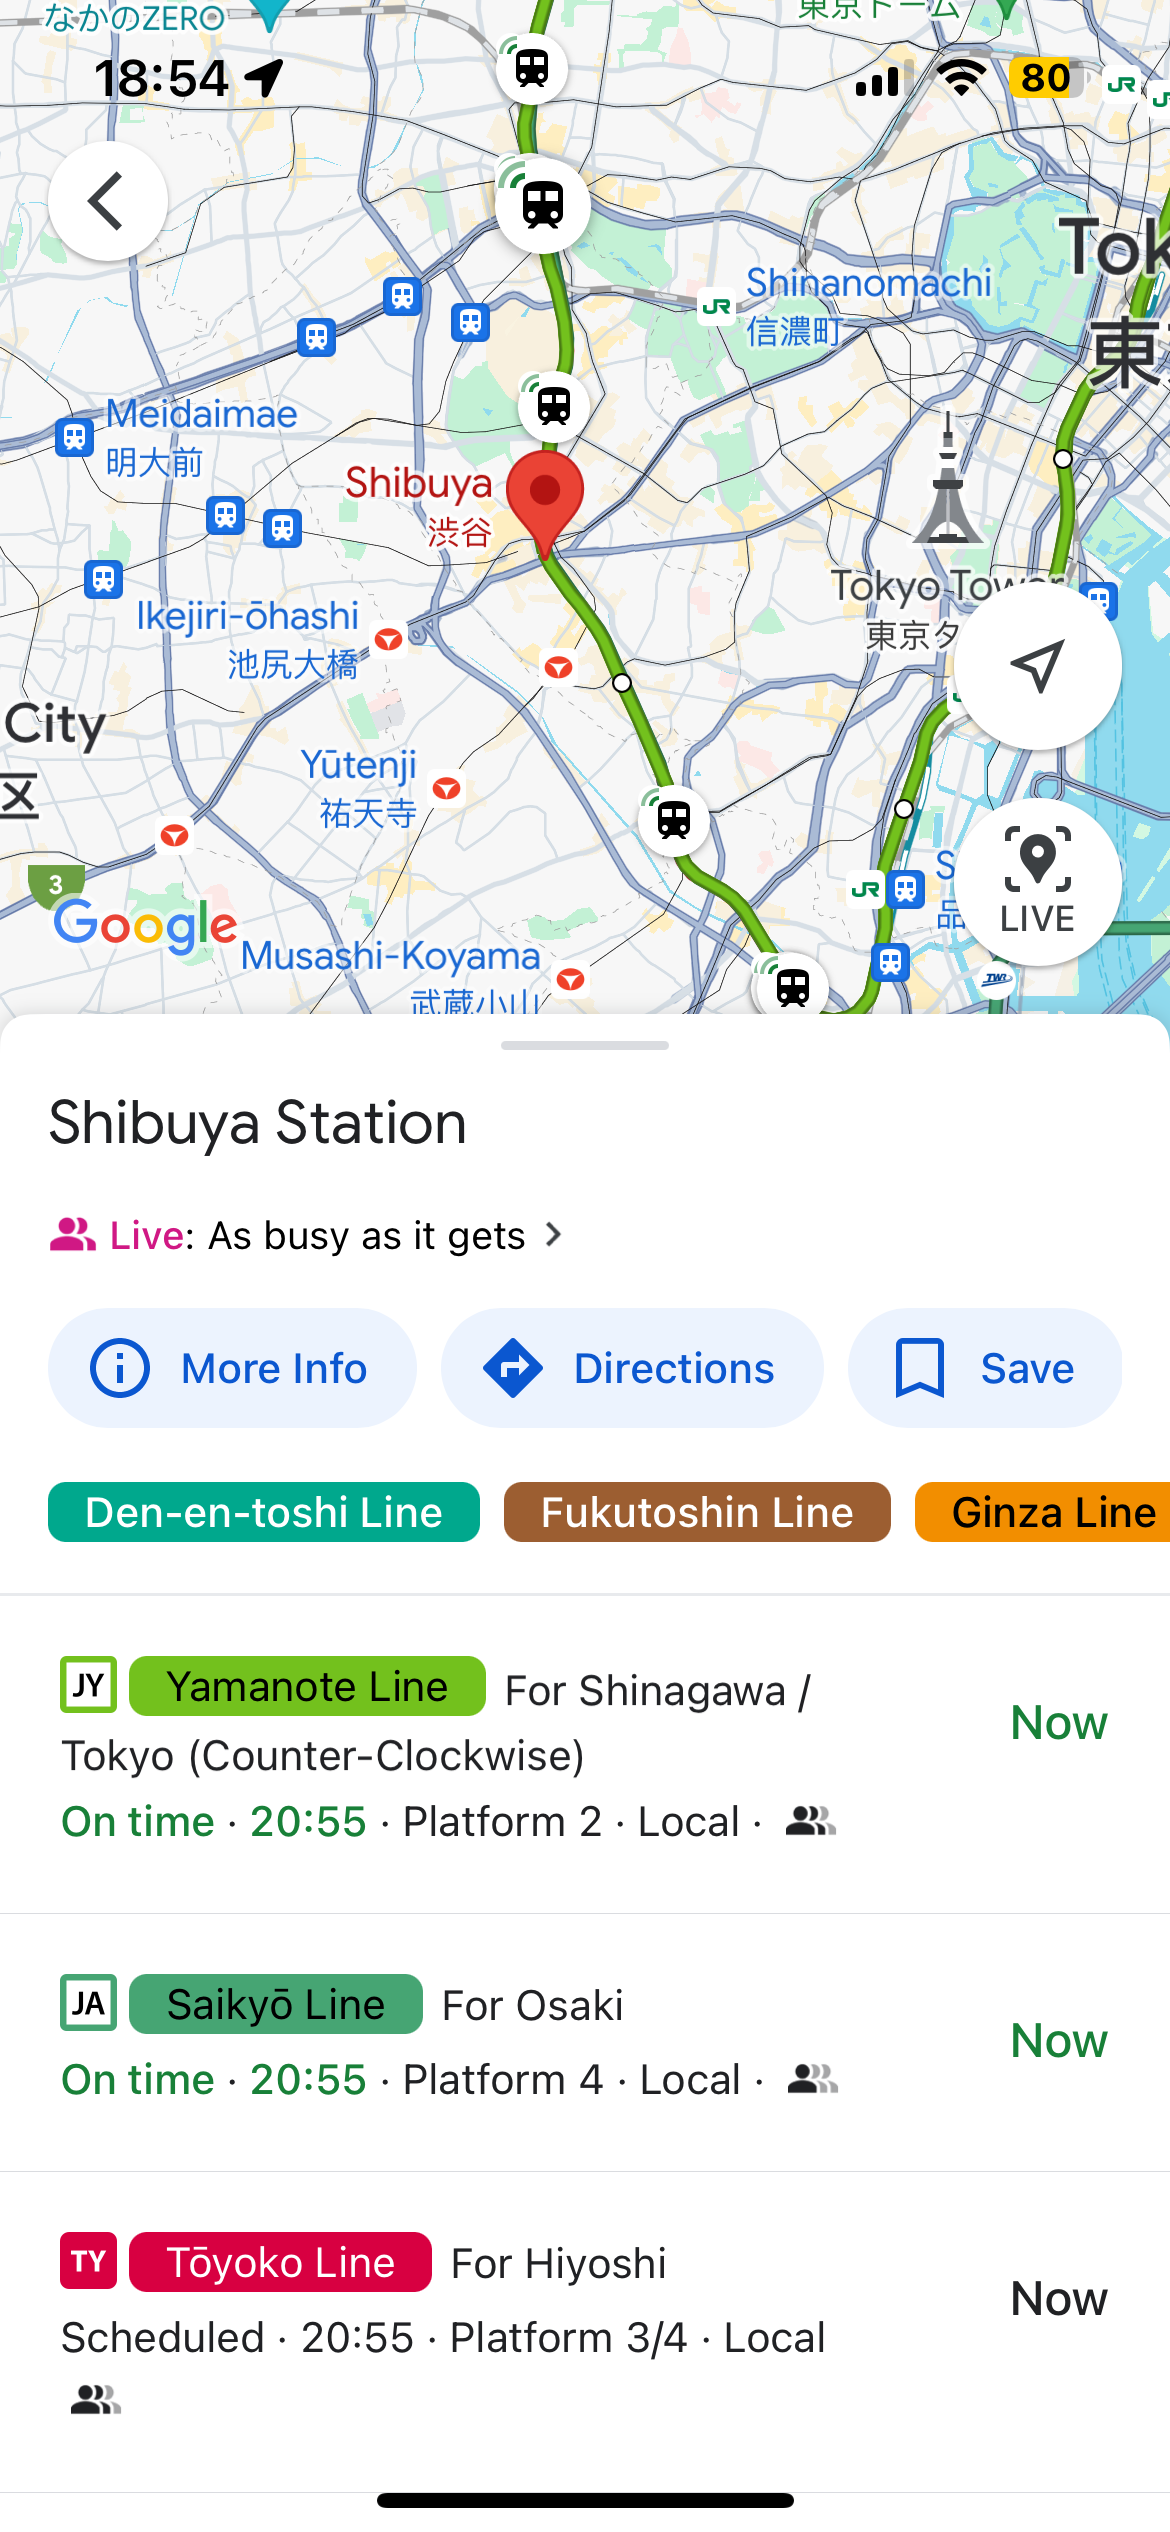 なかのZERO
東京ドーム
18:54
80
JR
Tok
東
Shinanomachi
信濃町
JR
Meidaimae
明大前
Shibuya
渋谷
Tokyo Tower
東京タ
Ikejiri-ōhashi
池尻大橋
City
区
Yūtenji
祐天寺
3
Google
JR
S
品
LIVE
Musashi-Koyama
武蔵小山
TWR
Shibuya Station
Live: As busy as it gets
More Info
Directions
Save
Den-en-toshi Line
Fukutoshin Line
Ginza Line
JY Yamanote Line For Shinagawa /
Tokyo (Counter-Clockwise)
Now
On time · 20:55 · Platform 2 · Local ·
JA Saikyō Line For Osaki
Now
On time · 20:55 · Platform 4 · Local ·
TY Tōyoko Line For Hiyoshi
Now
Scheduled · 20:55 · Platform 3/4 · Local